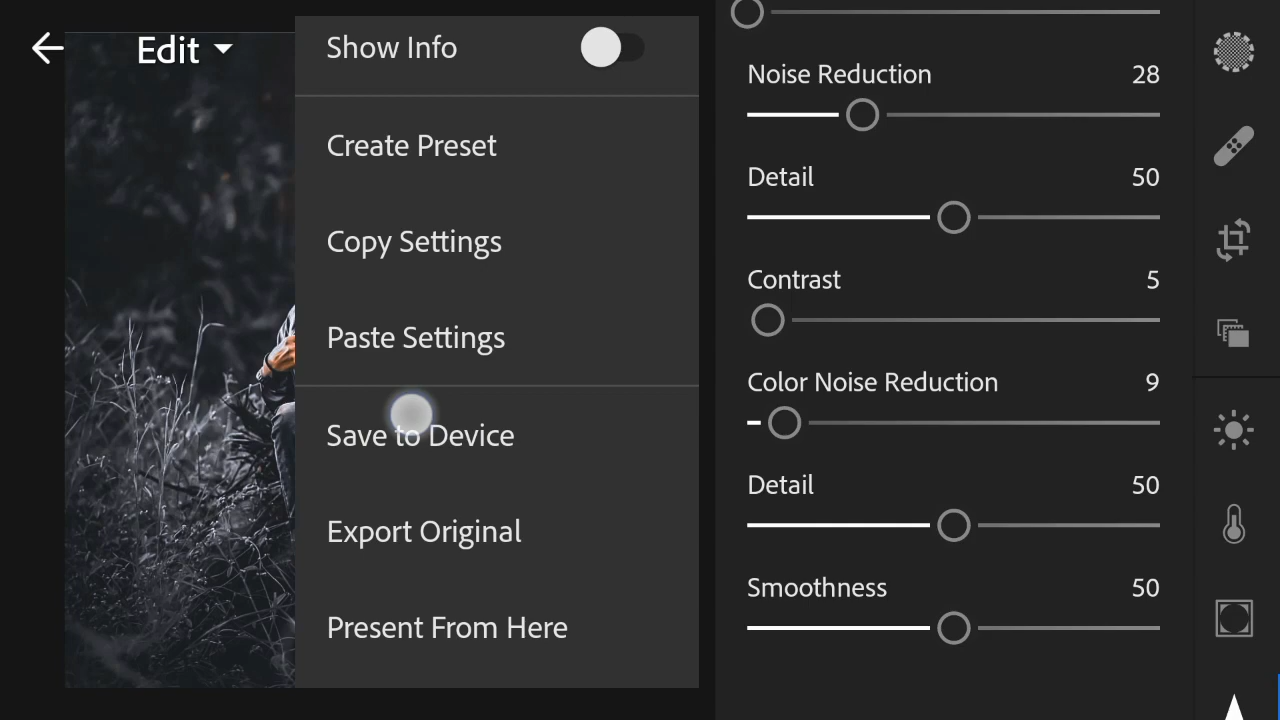 Edit
Show Info
Create Preset
Copy Settings
Paste Settings
Save to Device
Export Original
Present From Here
Noise Reduction 28
Detail 50
Contrast 5
Color Noise Reduction 9
Detail 50
Smoothness 50